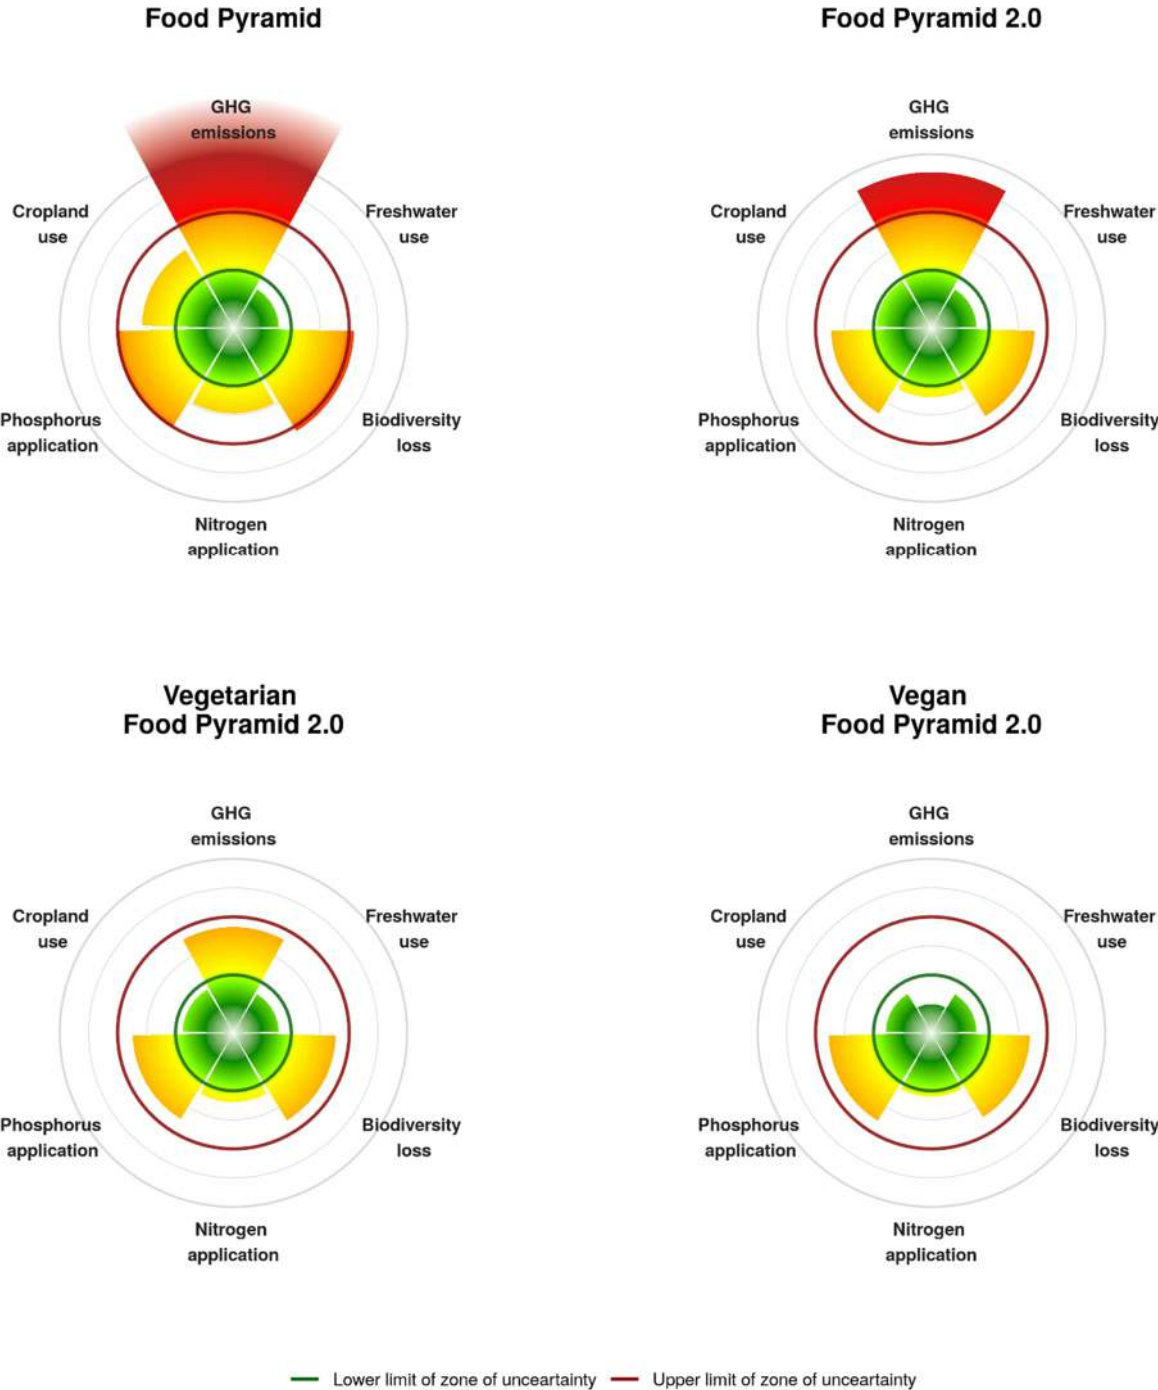 Food Pyramid
Food Pyramid 2.0
GHG
emissions
Cropland
use
Freshwater
use
Phosphorus
application
Biodiversity
loss
Nitrogen
application
GHG
emissions
Cropland
use
Freshwater
use
Phosphorus
application
Biodiversity
loss
Nitrogen
application
Vegetarian
Food Pyramid 2.0
Vegan
Food Pyramid 2.0
GHG
emissions
Cropland
use
Freshwater
use
Phosphorus
application
Biodiversity
loss
Nitrogen
application
GHG
emissions
Cropland
use
Freshwater
use
Phosphorus
application
Biodiversity
loss
Nitrogen
application
Lower limit of zone of unceartainty
Upper limit of zone of unceartainty